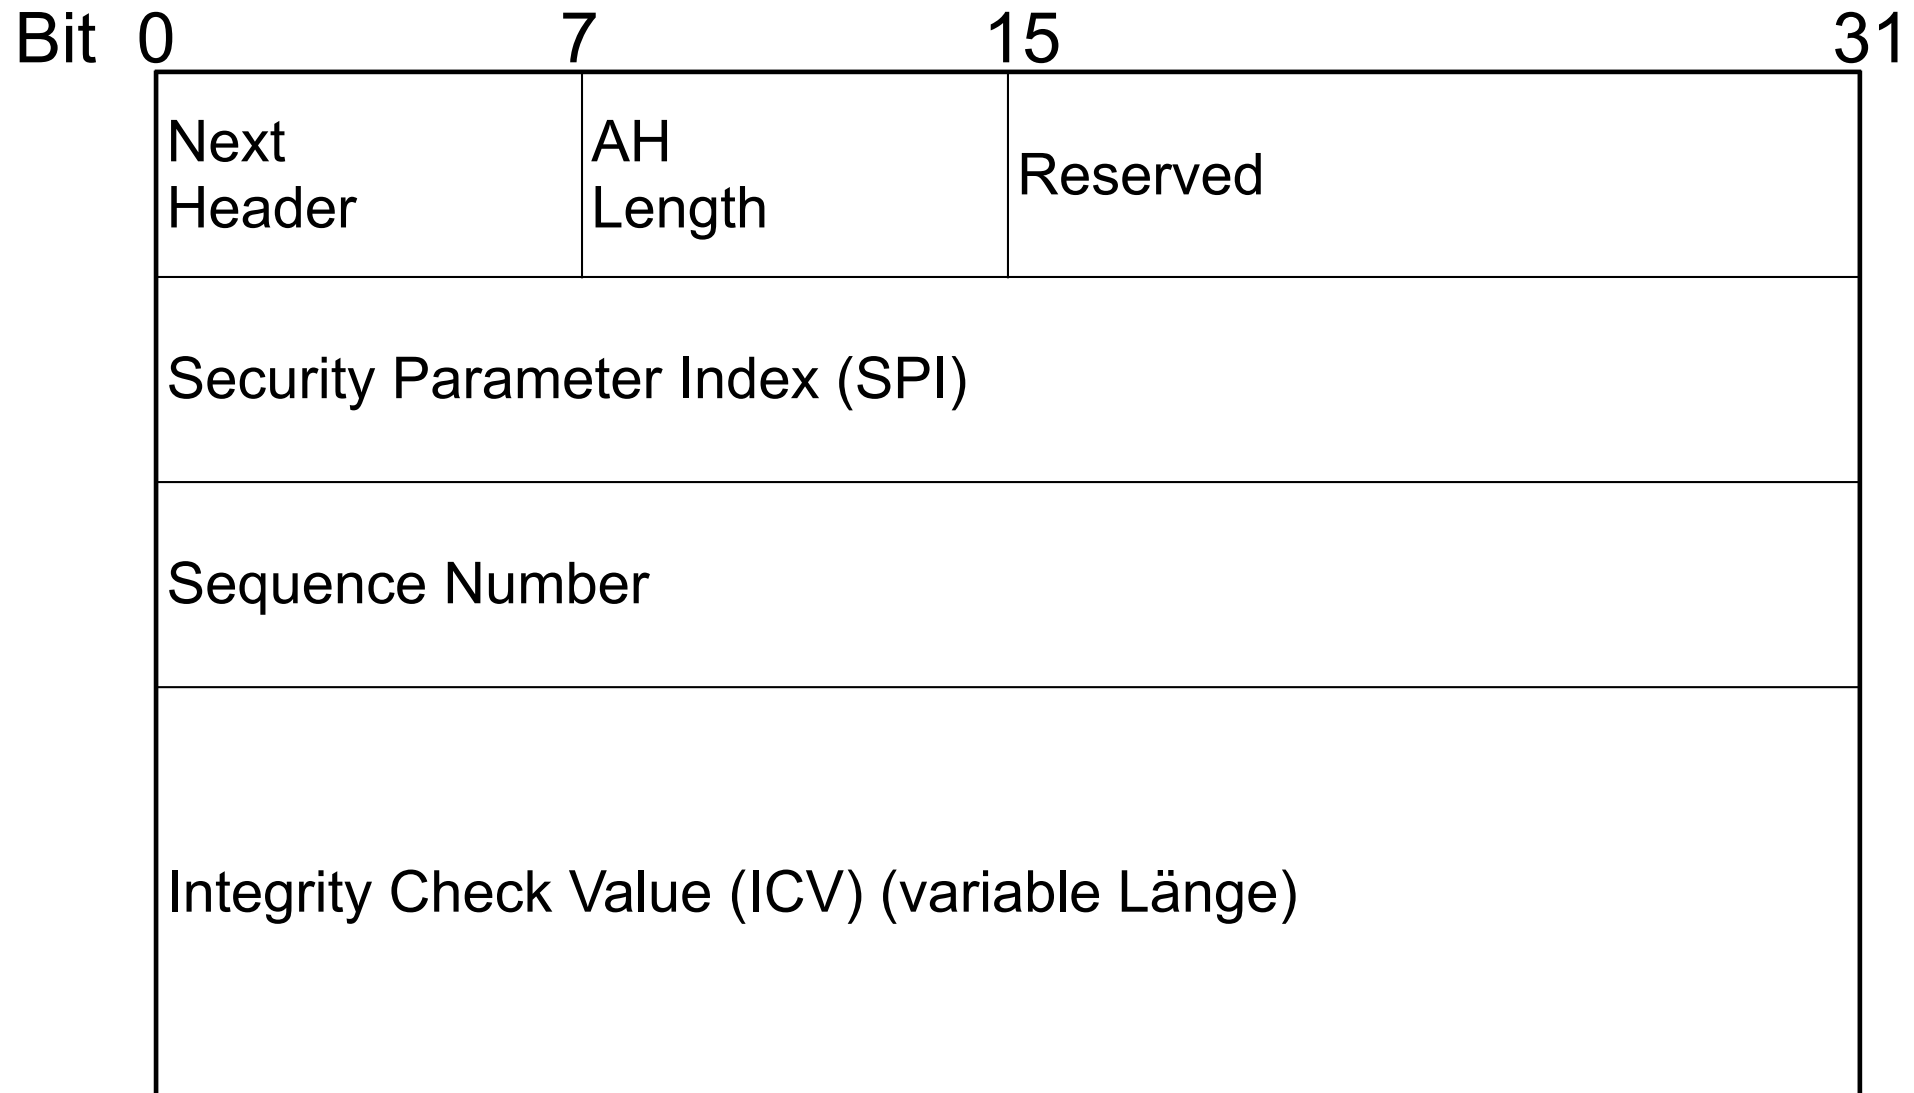 Bit 0 7 15 31
Next Header
AH Length
Reserved
Security Parameter Index (SPI)
Sequence Number
Integrity Check Value (ICV) (variable Länge)